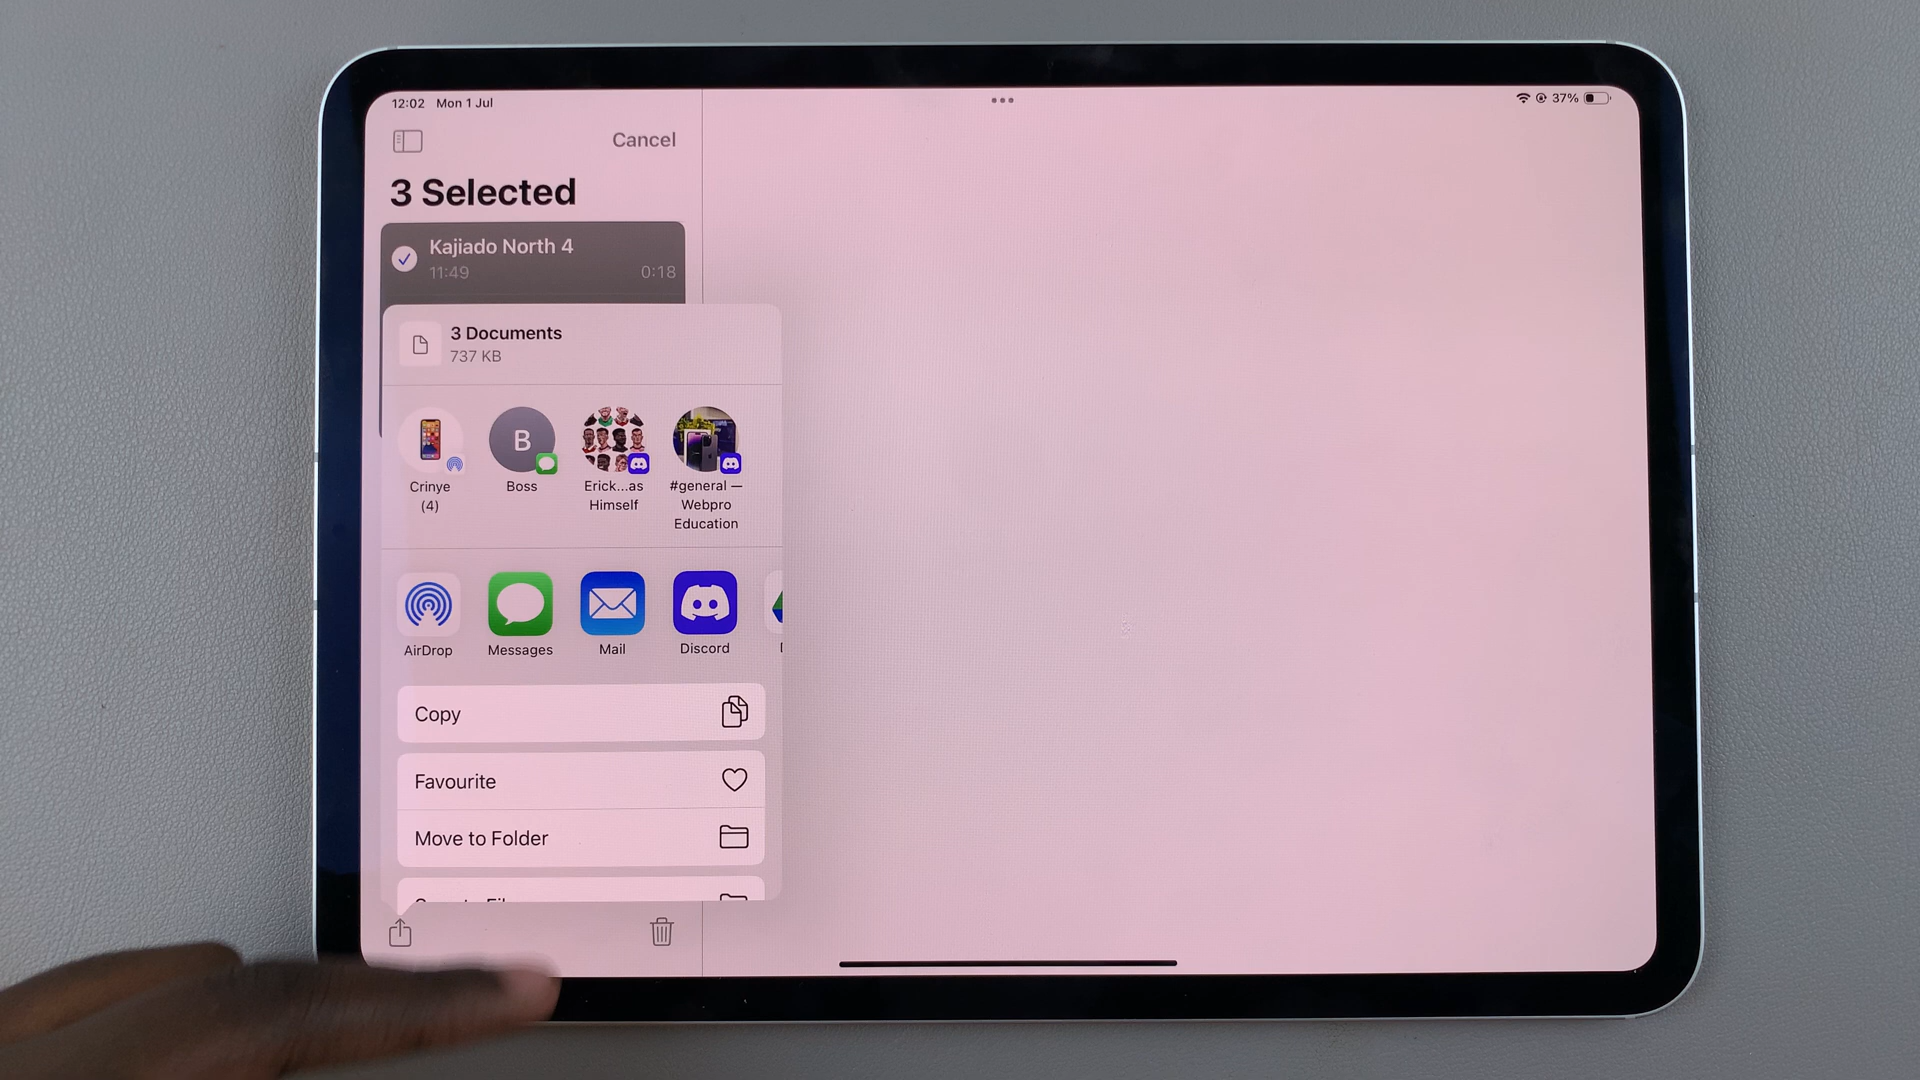 12:02 Mon 1 Jul
37%
Cancel
3 Selected
Kajiado North 4
11:49 0:18
3 Documents
737 KB
B
Crinye
(4)
Boss
Erick...as
Himself
#general —
Webpro
Education
AirDrop
Messages
Mail
Discord
Copy
Favourite
Move to Folder